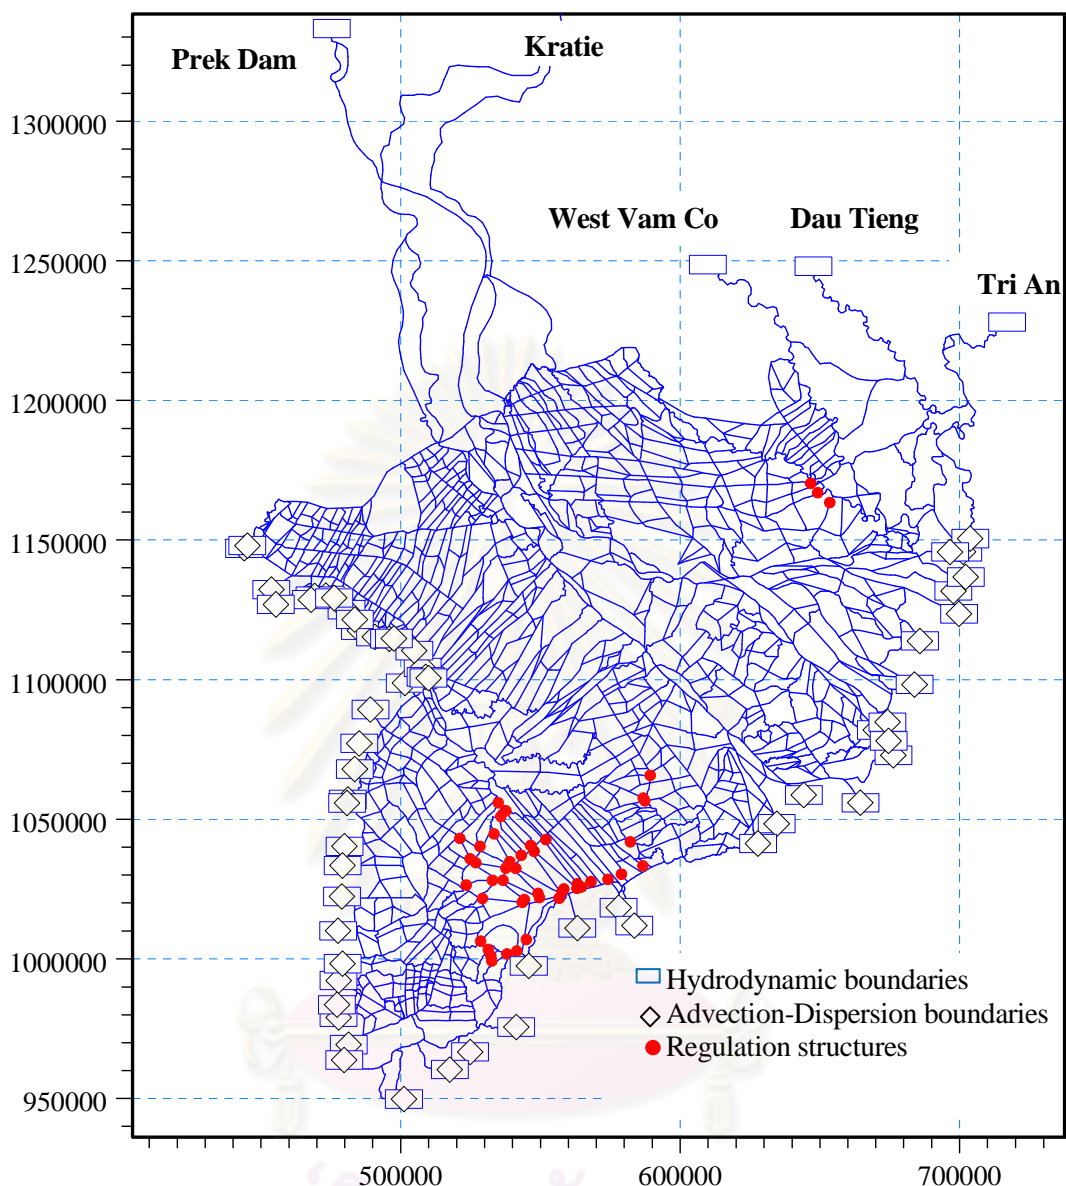 Kratie
Prek Dam
1300000
West Vam Co
Dau Tieng
1250000
Tri An
1200000
1150000
1100000
1050000
1000000
Hydrodynamic boundaries
Advection-Dispersion boundaries
Regulation structures
950000
500000
600000
700000